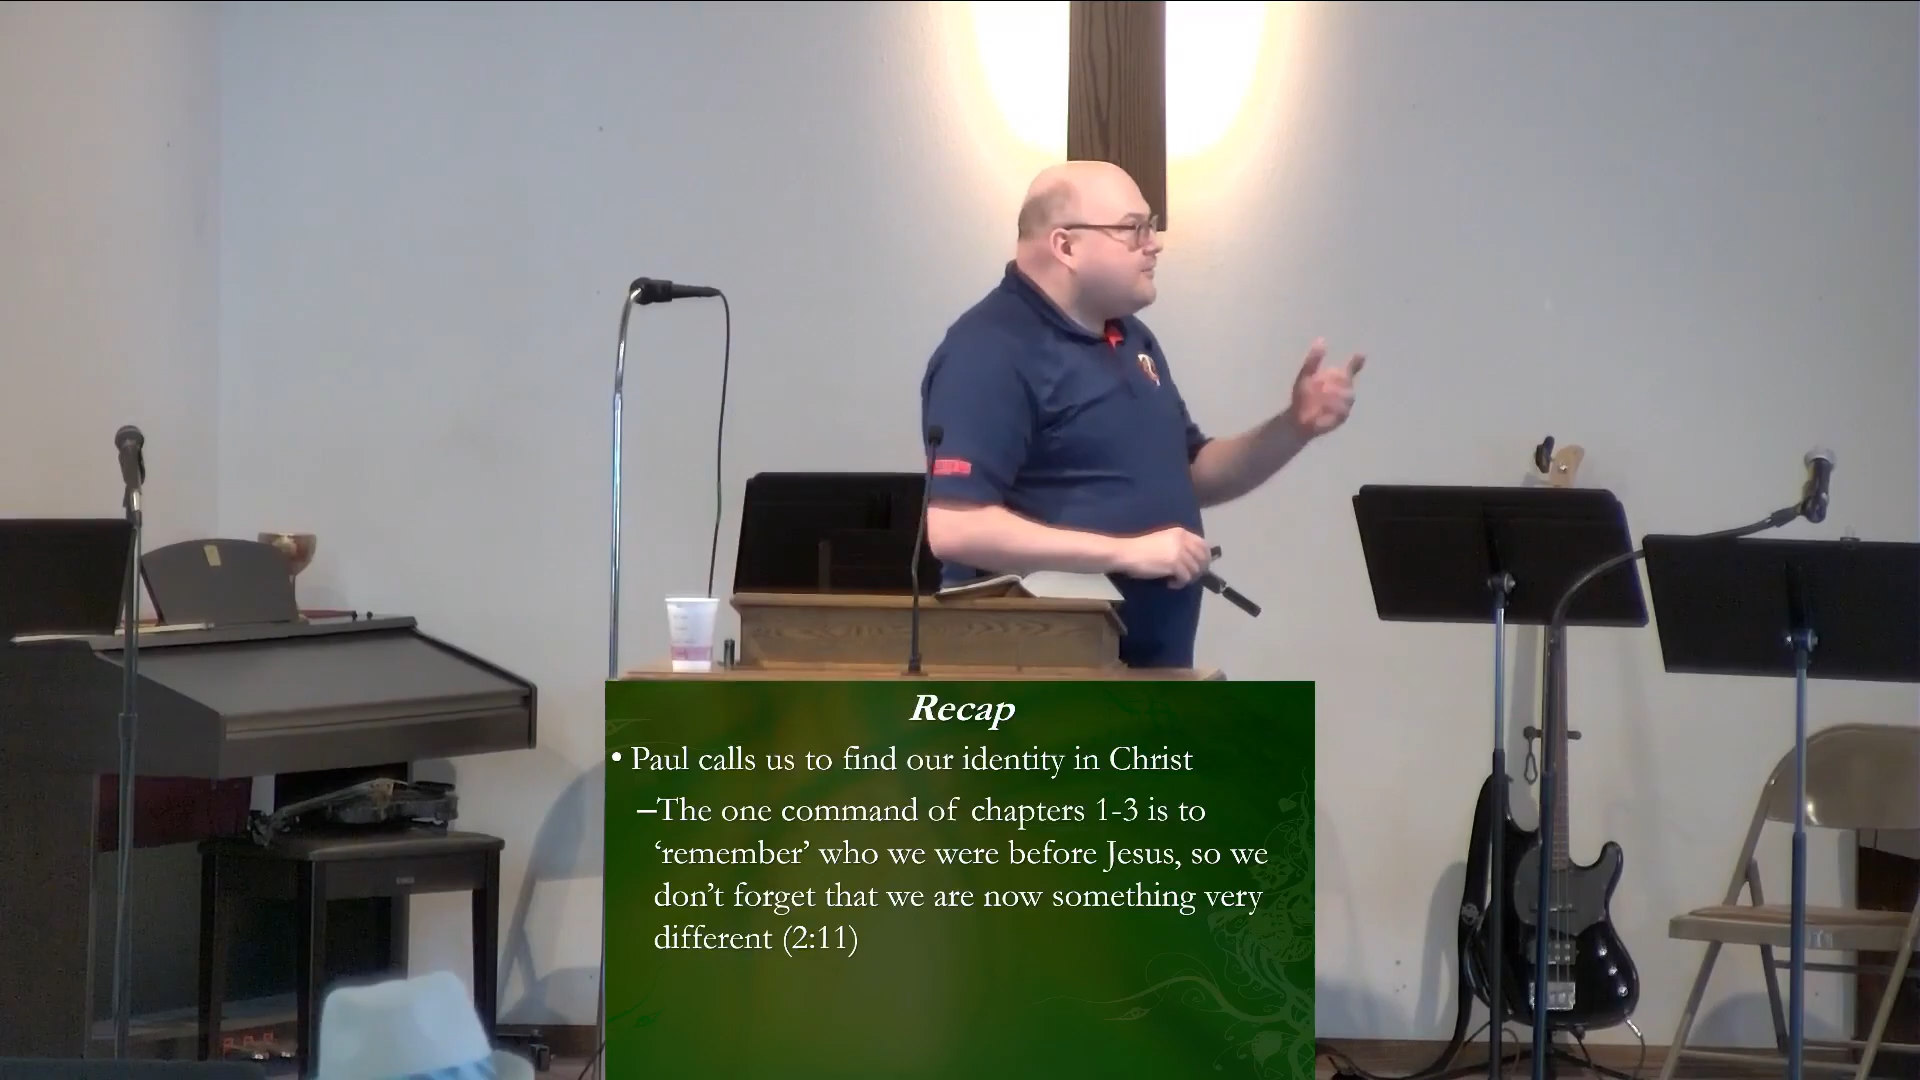 Recap
• Paul calls us to find our identity in Christ
–The one command of chapters 1-3 is to
‘remember’ who we were before Jesus, so we
don’t forget that we are now something very
different (2:11)